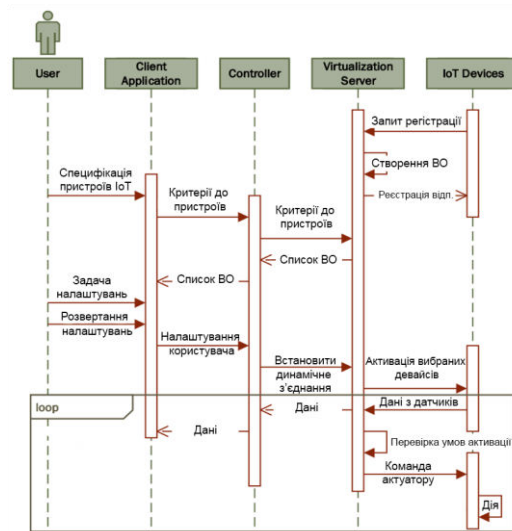 User
Client
Application
Controller
Virtualization
Server
IoT Devices
Запит регістрації
Створення ВО
Специфікація
пристроїв IoT
Критерії до
пристроїв
Реєстрація відп.
Критерії до
пристроїв
Список ВО
Список ВО
Задача
налаштувань
Розвертання
налаштувань
Налаштування
користувача
Встановити
динамічне
з’єднання
Активація вибраних
девайсів
loop
Дані з датчиків
Дані
Дані
Перевірка умов активації
Команда
актуатору
Дія